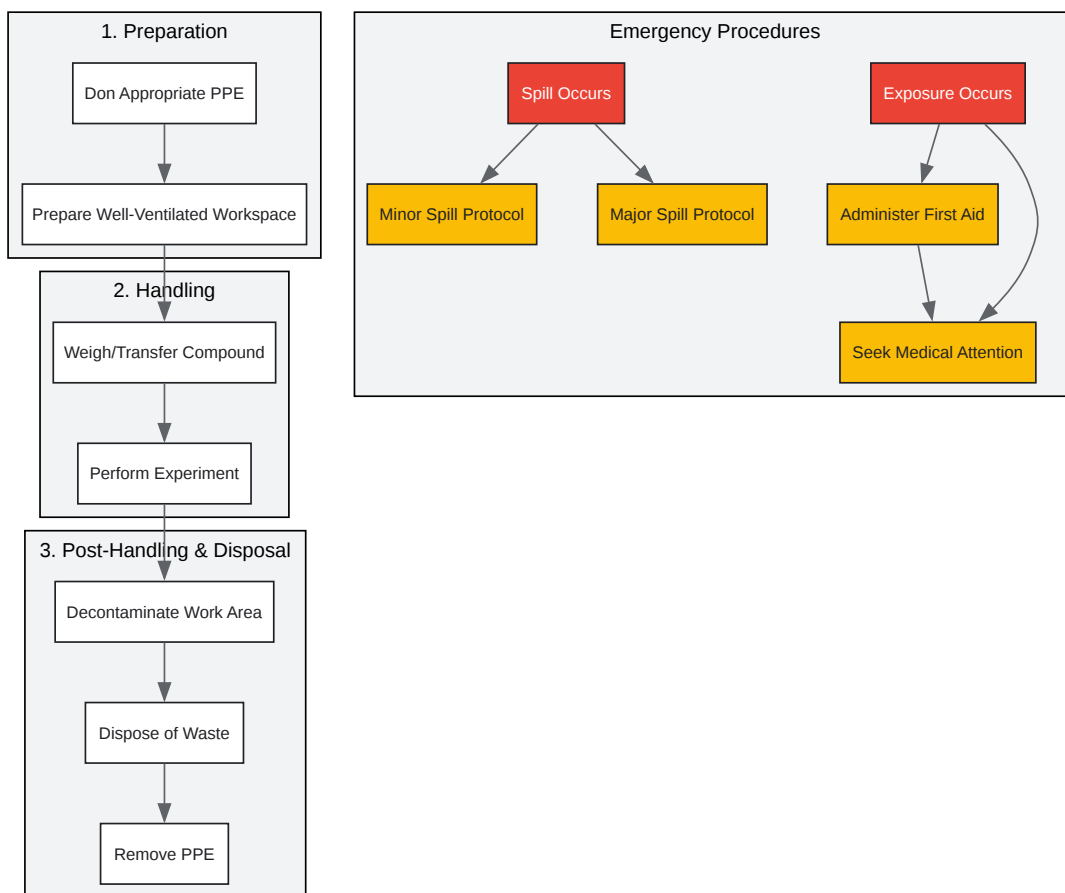 1. Preparation
Don Appropriate PPE
Prepare Well-Ventilated Workspace
2. Handling
Weigh/Transfer Compound
Perform Experiment
3. Post-Handling & Disposal
Decontaminate Work Area
Dispose of Waste
Remove PPE
Emergency Procedures
Spill Occurs
Exposure Occurs
Minor Spill Protocol
Major Spill Protocol
Administer First Aid
Seek Medical Attention